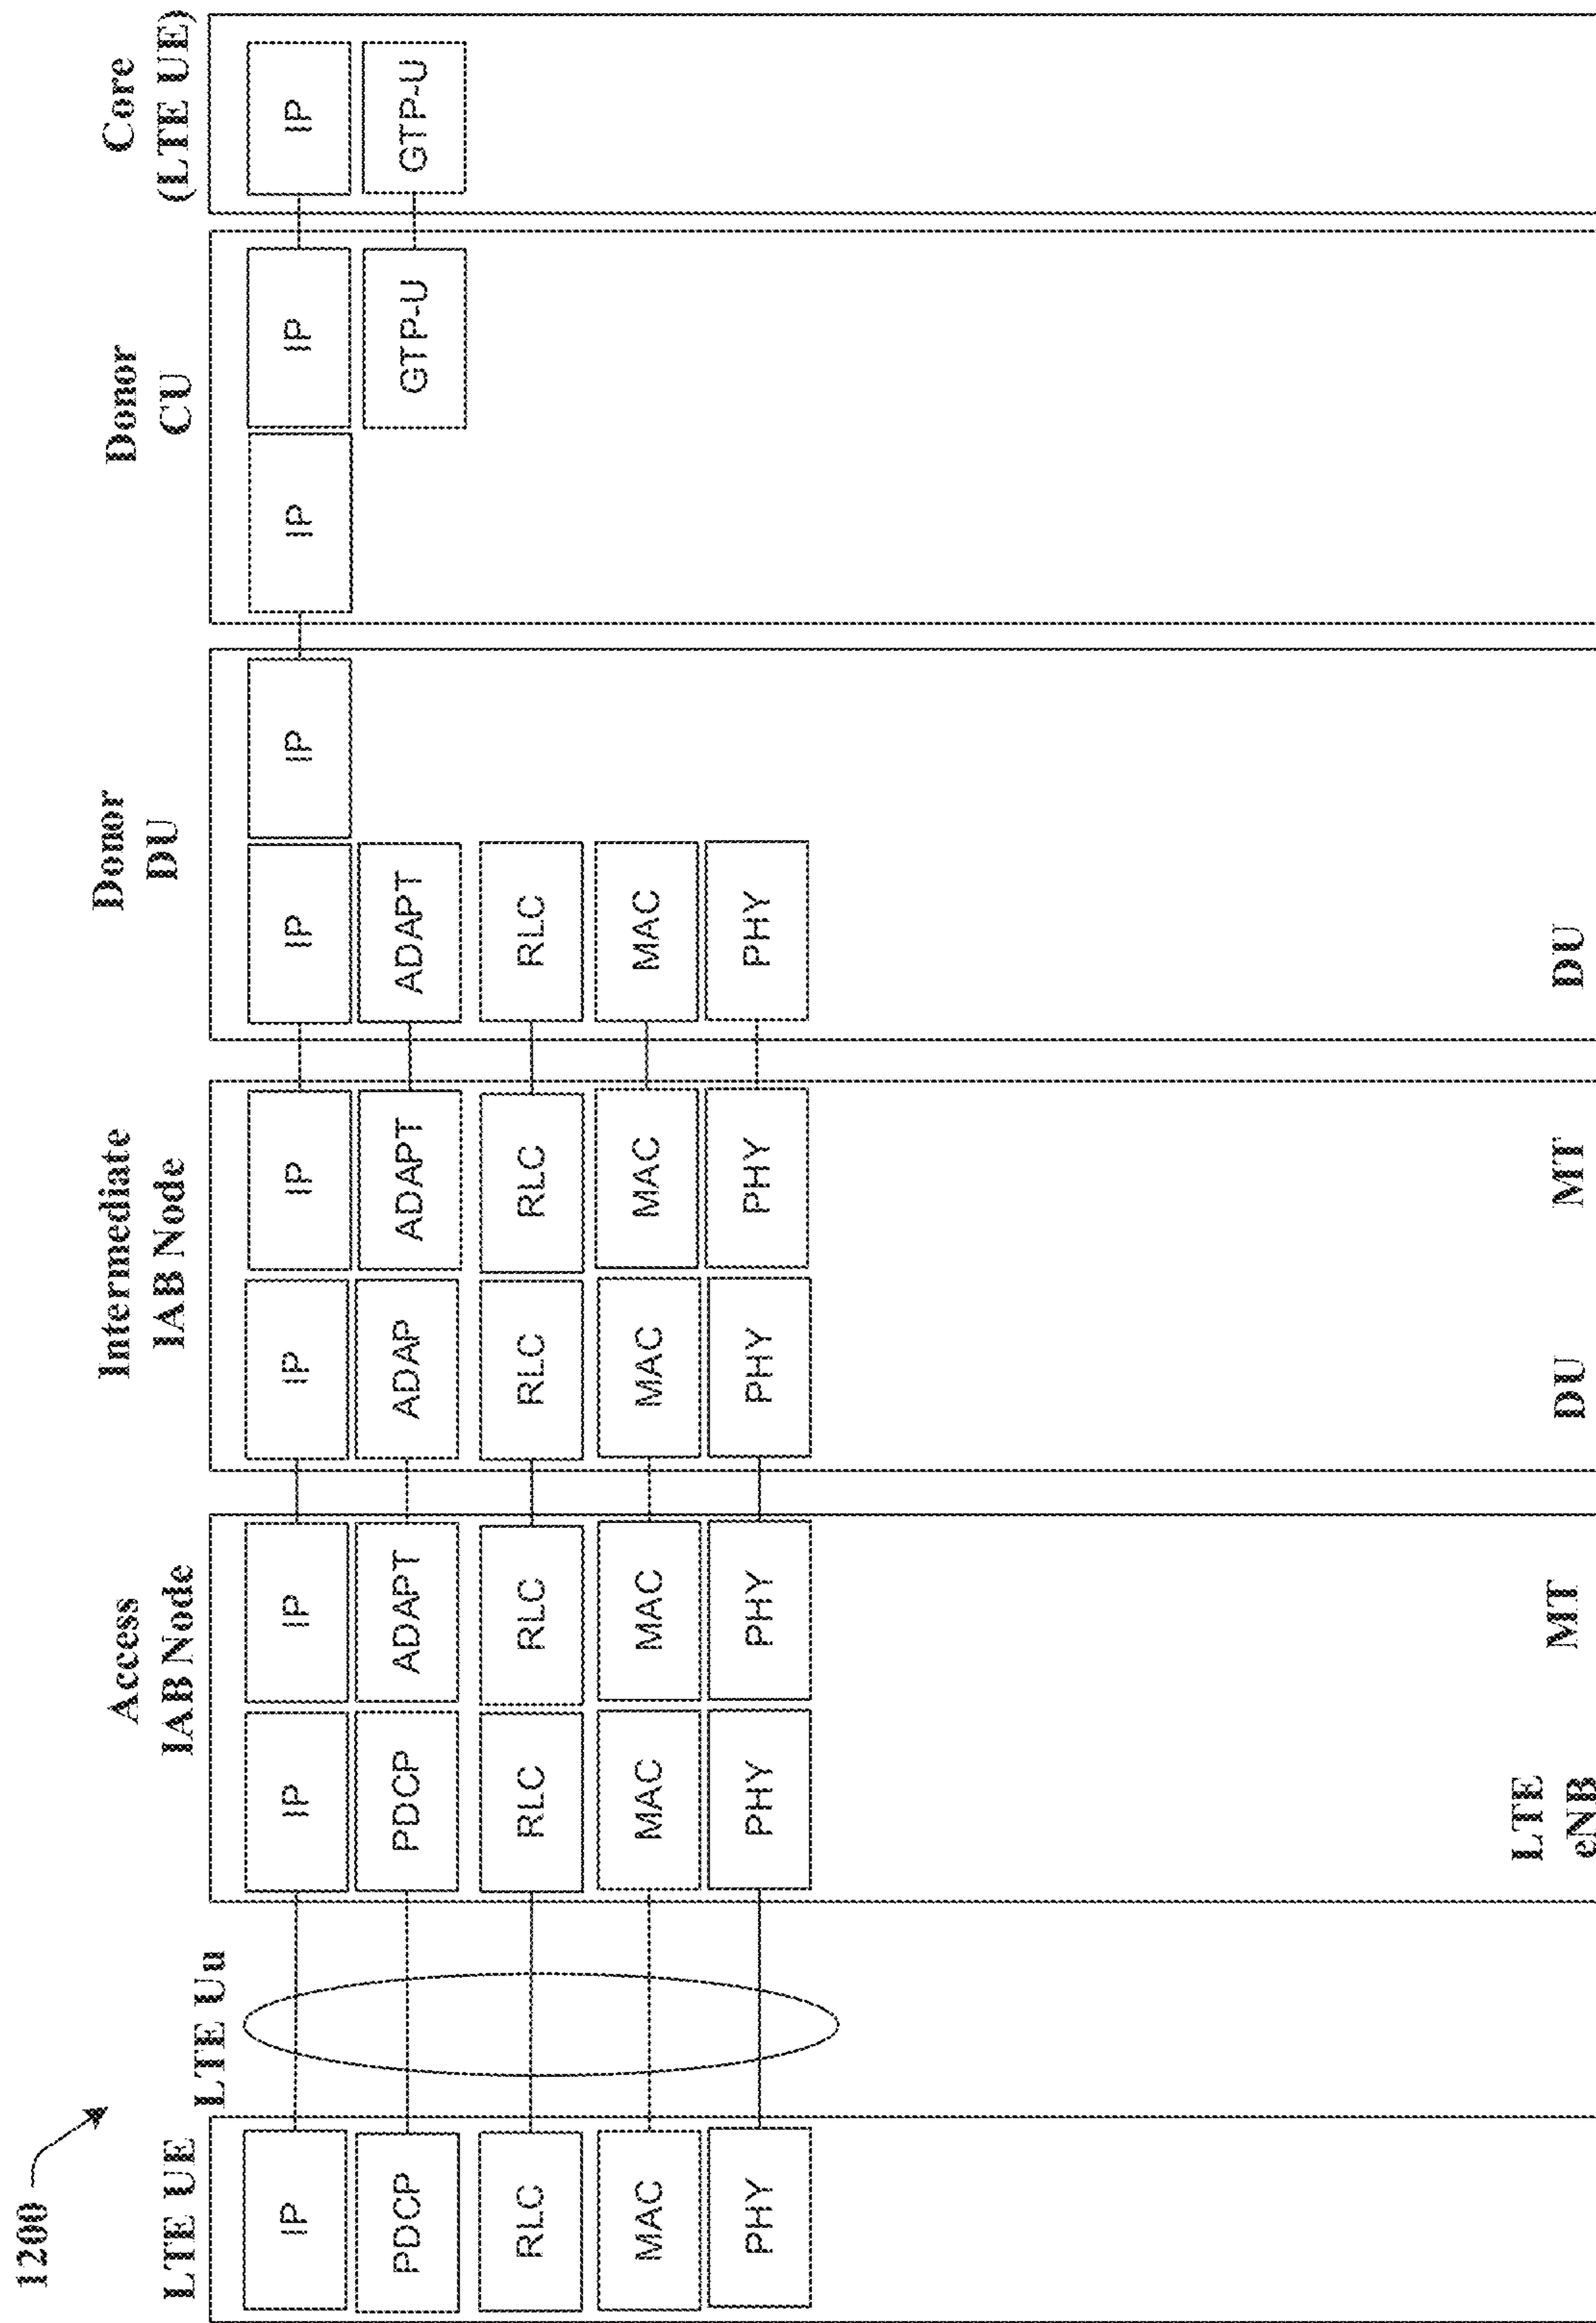 1200
LTE UE
LTE Uu
Access
IAB Node
Intermediate
IAB Node
Donor
DU
Donor
CU
Core
(LTE UE)
IP
IP
IP
IP
IP
IP
IP
IP
IP
IP
PDCP
PDCP
ADAPT
ADAP
ADAPT
ADAPT
GTP-U
GTP-U
RLC
RLC
RLC
RLC
RLC
RLC
MAC
MAC
MAC
MAC
MAC
MAC
PHY
PHY
PHY
PHY
PHY
PHY
LTE
eNB
MT
DU
MT
DU